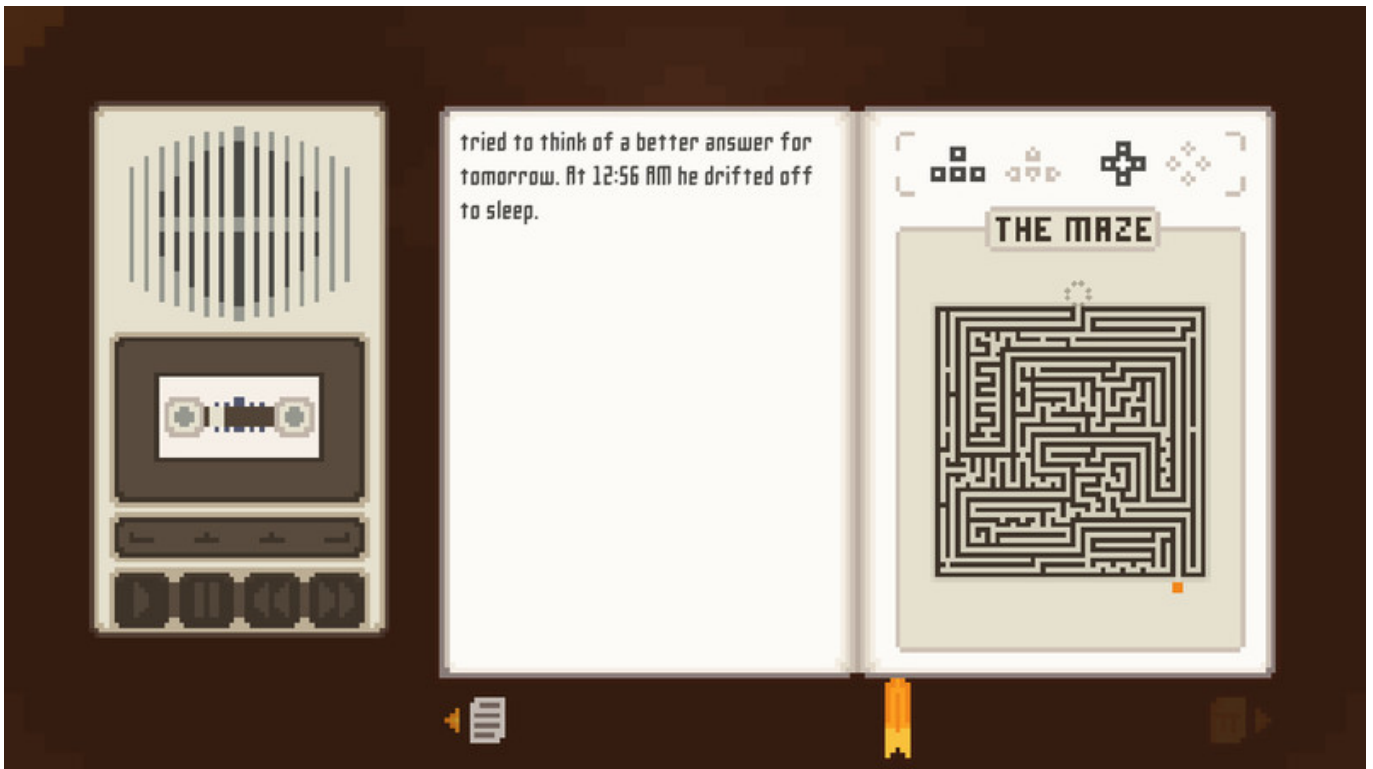 tried to think of a better answer for
tomorrow. At 12:56 AM he drifted off
to sleep.
THE MAZE